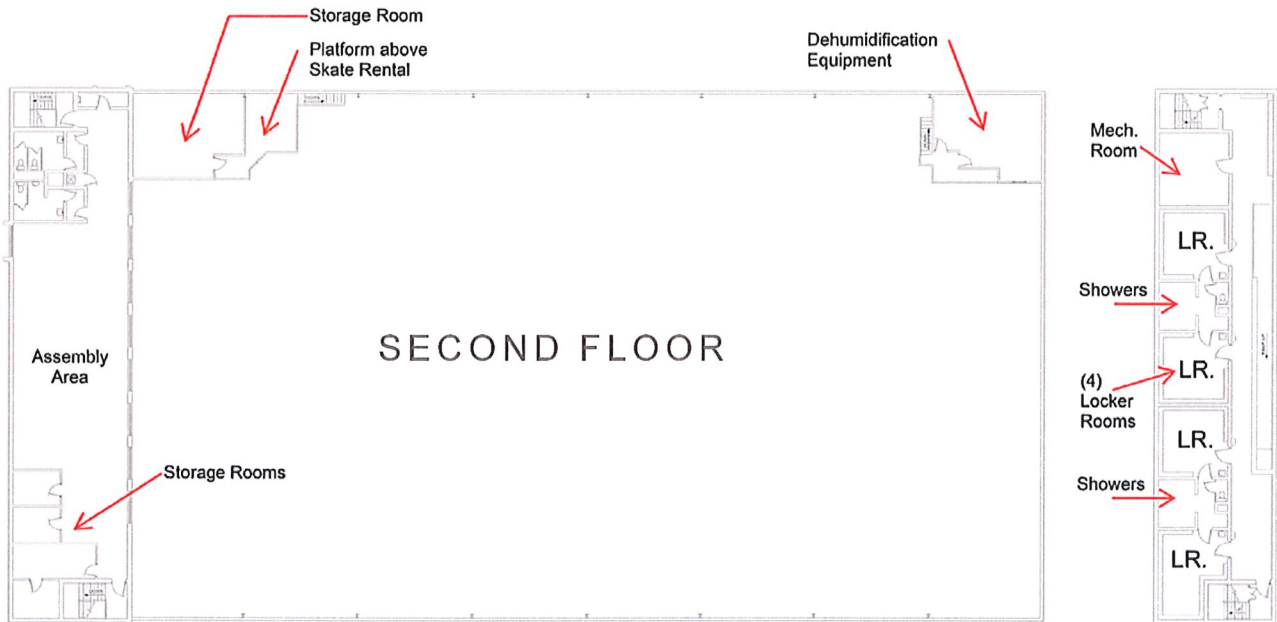 Storage Room
Platform above
Skate Rental
Dehumidification
Equipment
Mech.
Room
LR.
Showers
SECOND FLOOR
Assembly
Area
LR.
(4)
Locker
Rooms
LR.
Storage Rooms
Showers
LR.